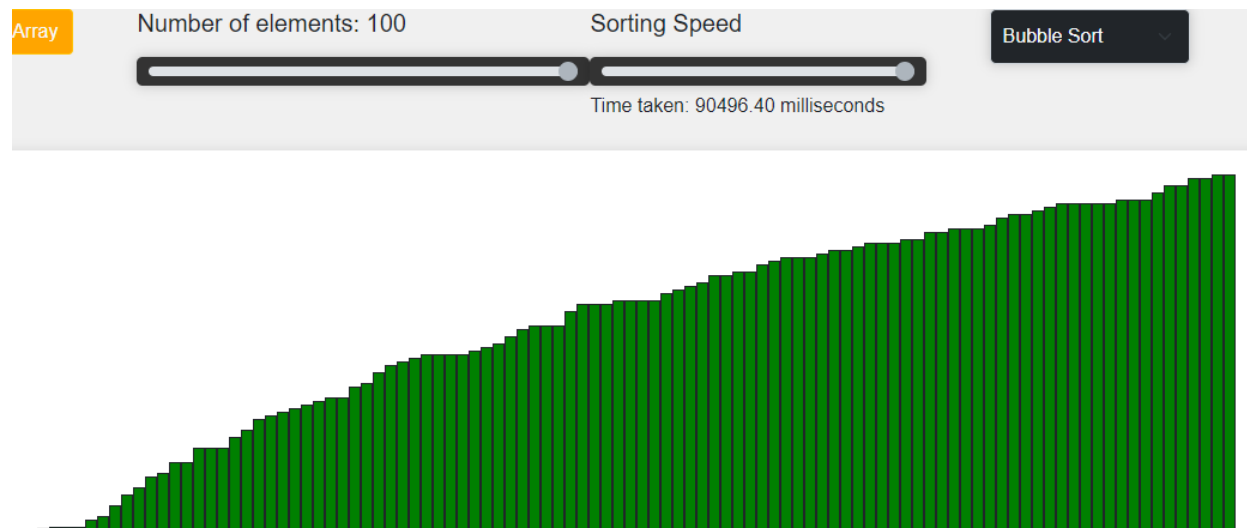 Array
Number of elements: 100
Sorting Speed
Bubble Sort
Time taken: 90496.40 milliseconds